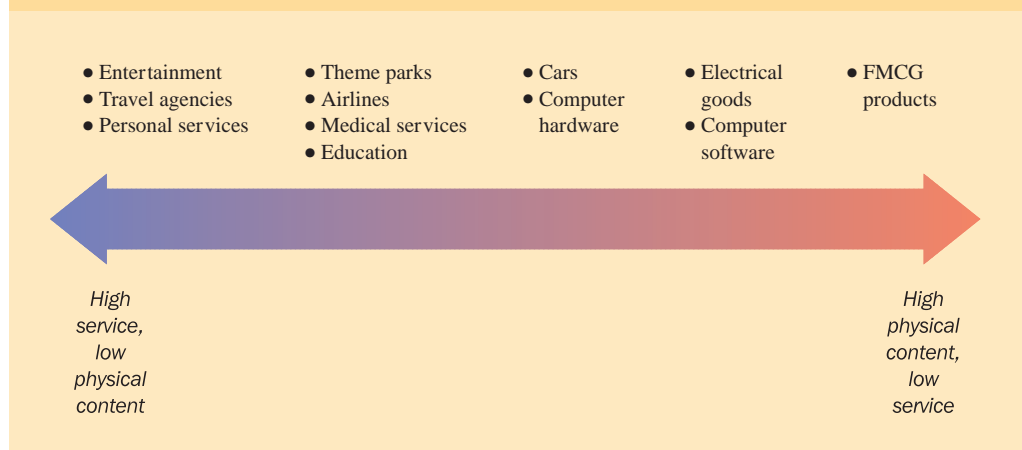 • Entertainment
• Travel agencies
• Personal services
• Theme parks
• Airlines
• Medical services
• Education
• Cars
• Computer
hardware
• Electrical
goods
• Computer
software
• FMCG
products
High
service,
low
physical
content
High
physical
content,
low
service